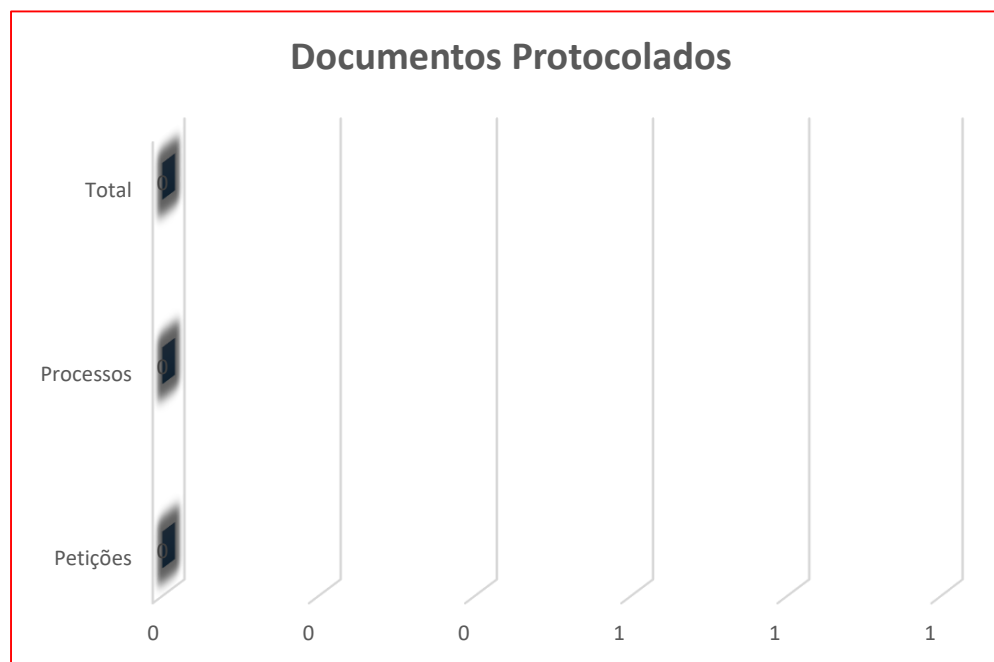 Documentos Protocolados
Total 0
Processos 0
Petições 0
0 0 0 1 1 1